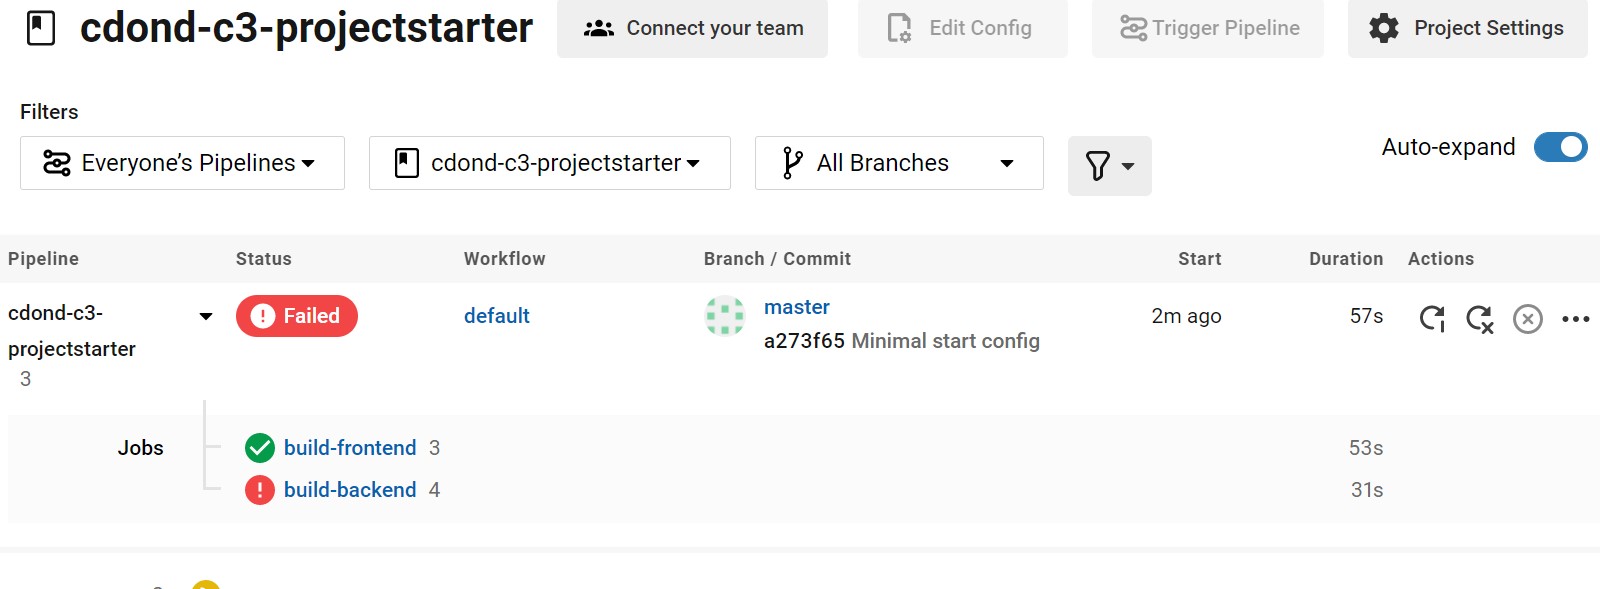 cdond-c3-projectstarter
Connect your team
Edit Config
Trigger Pipeline
Project Settings
Filters
Everyone’s Pipelines
cdond-c3-projectstarter
All Branches
Auto-expand
Pipeline Status Workflow Branch / Commit Start Duration Actions
cdond-c3-
projectstarter
3
Failed
default
master
a273f65 Minimal start config
2m ago
57s
Jobs
build-frontend 3 53s
build-backend 4 31s